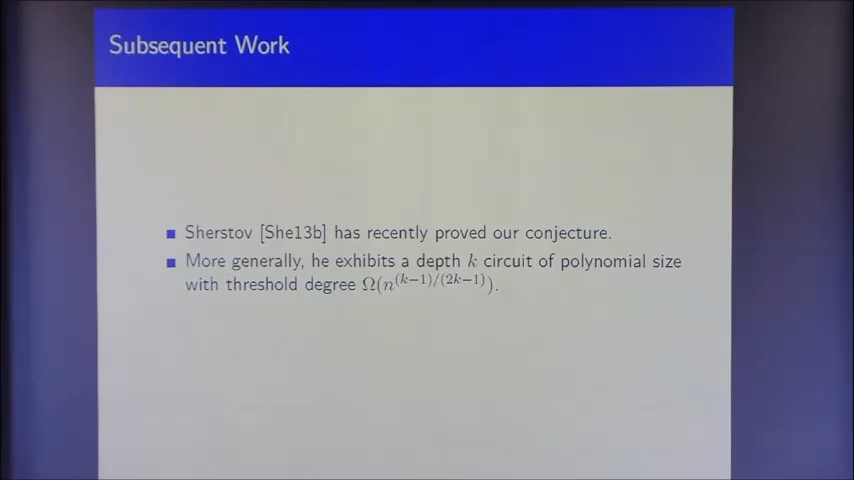 Subsequent Work
■ Sherstov [She13b] has recently proved our conjecture.
■ More generally, he exhibits a depth k circuit of polynomial size
with threshold degree Ω(n^{(k−1)/(2k−1)}).